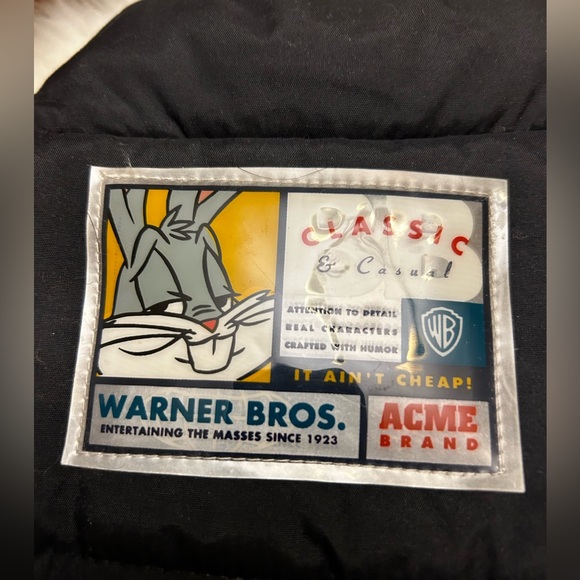 CLASSIC
& Casual
ATTENTION TO DETAIL
REAL CHARACTERS
CRAFTED WITH HUMOR
WB
IT AIN'T CHEAP!
WARNER BROS.
ENTERTAINING THE MASSES SINCE 1923
ACME
BRAND